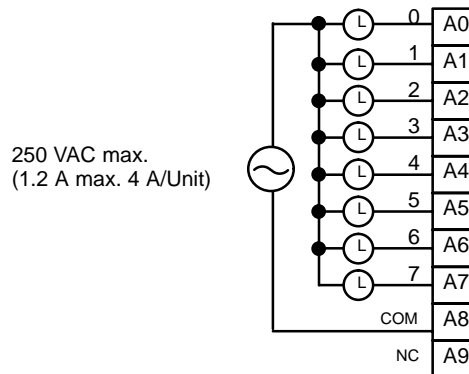 L 0 A0
L 1 A1
L 2 A2
L 3 A3
250 VAC max.
(1.2 A max. 4 A/Unit)
L 4 A4
L 5 A5
L 6 A6
L 7 A7
COM A8
NC A9